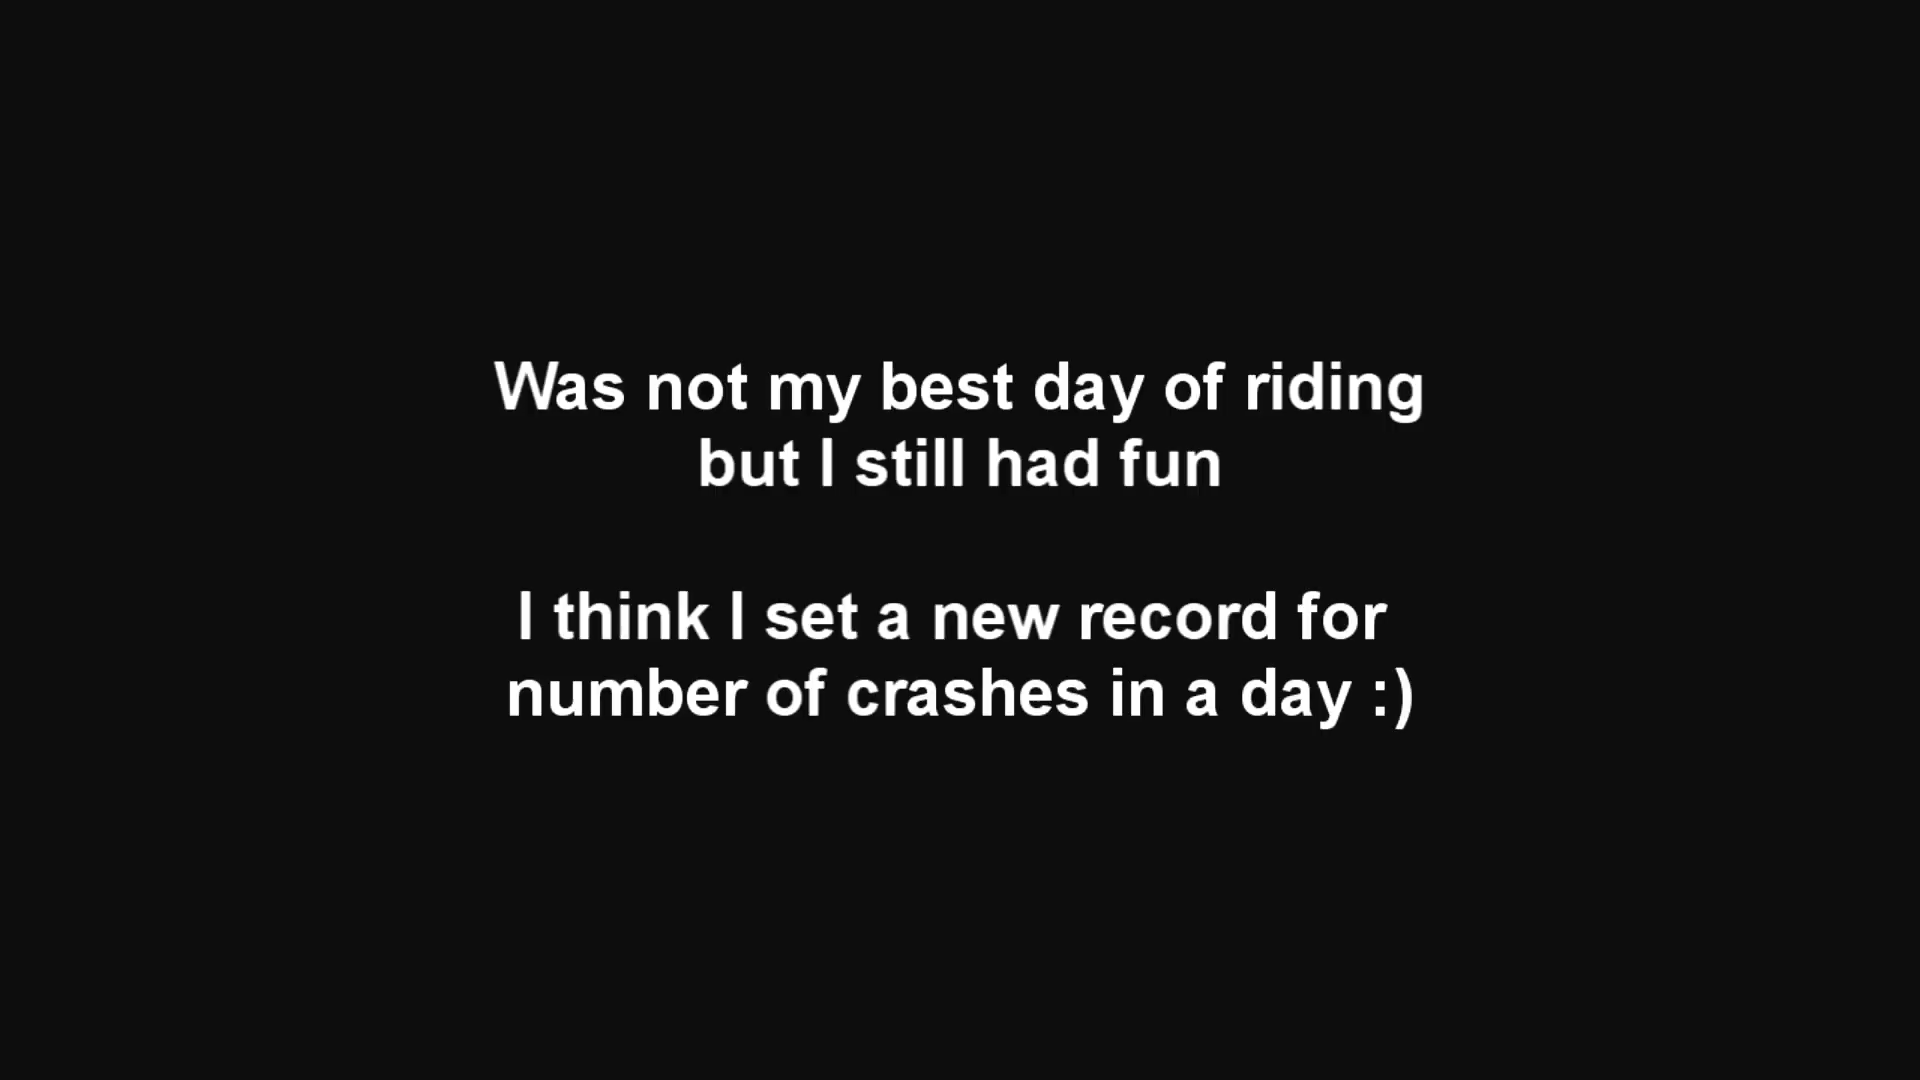 Was not my best day of riding
but I still had fun
I think I set a new record for
number of crashes in a day :)